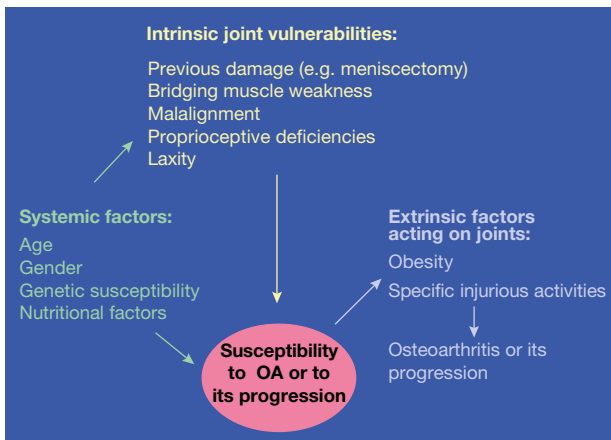 Intrinsic joint vulnerabilities:
Previous damage (e.g. meniscectomy)
Bridging muscle weakness
Malalignment
Proprioceptive deficiencies
Laxity
Systemic factors:
Age
Gender
Genetic susceptibility
Nutritional factors
Susceptibility
to OA or to
its progression
Extrinsic factors
acting on joints:
Obesity
Specific injurious activities
Osteoarthritis or its
progression